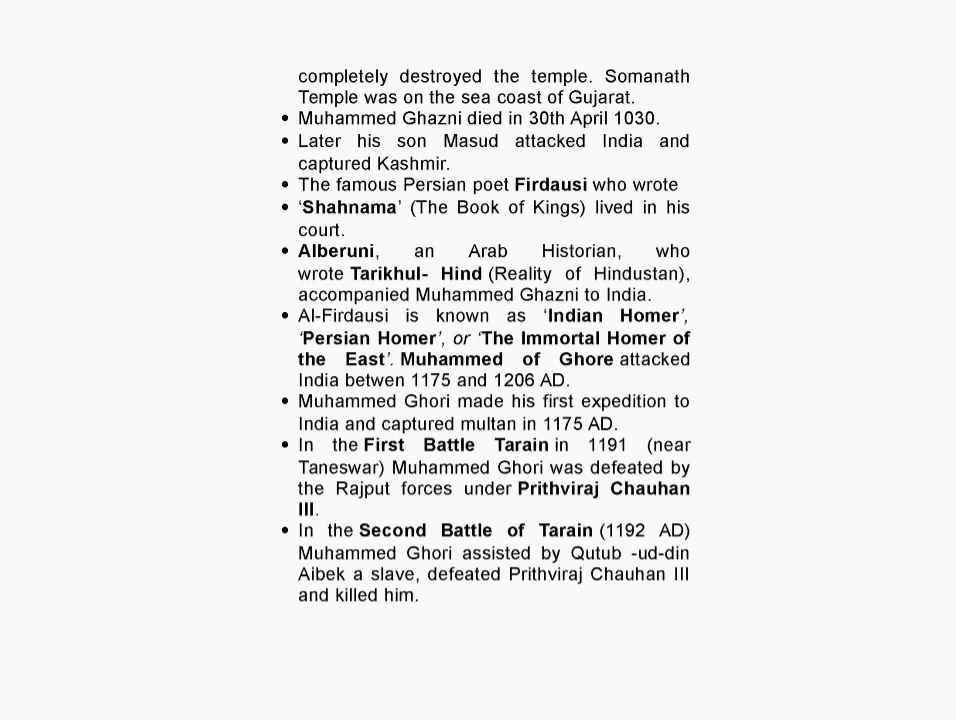 completely destroyed the temple. Somanath
Temple was on the sea coast of Gujarat.
• Muhammed Ghazni died in 30th April 1030.
• Later his son Masud attacked India and
captured Kashmir.
• The famous Persian poet Firdausi who wrote
• ‘Shahnama’ (The Book of Kings) lived in his
court.
• Alberuni, an Arab Historian, who
wrote Tarikhul- Hind (Reality of Hindustan),
accompanied Muhammed Ghazni to India.
• Al-Firdausi is known as ‘Indian Homer’,
‘Persian Homer’, or ‘The Immortal Homer of
the East’. Muhammed of Ghore attacked
India betwen 1175 and 1206 AD.
• Muhammed Ghori made his first expedition to
India and captured multan in 1175 AD.
• In the First Battle Tarain in 1191 (near
Taneswar) Muhammed Ghori was defeated by
the Rajput forces under Prithviraj Chauhan
III.
• In the Second Battle of Tarain (1192 AD)
Muhammed Ghori assisted by Qutub -ud-din
Aibek a slave, defeated Prithviraj Chauhan III
and killed him.